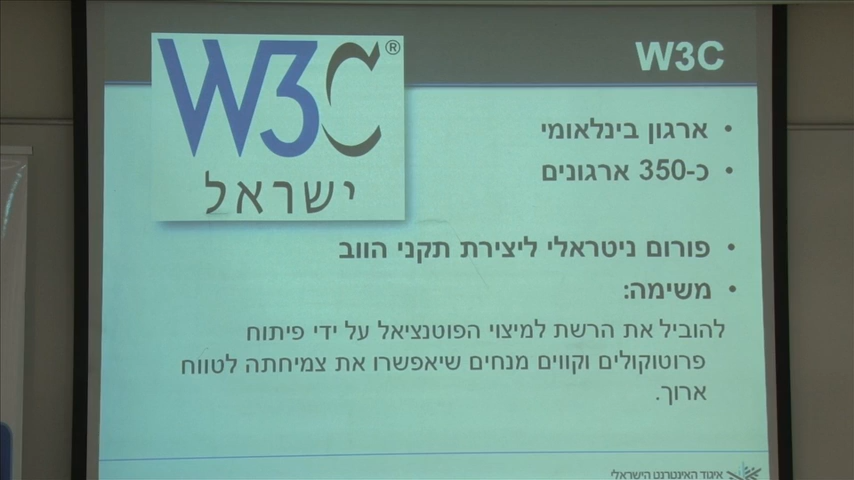 W3C
W3C®
ישראל
• ארגון בינלאומי
• כ-350 ארגונים
• פורום ניטראלי ליצירת תקני הווב
• משימה:
להוביל את הרשת למיצוי הפוטנציאל על ידי פיתוח
פרוטוקולים וקווים מנחים שיאפשרו את צמיחתה לטווח
ארוך.
איגוד האינטרנט הישראלי